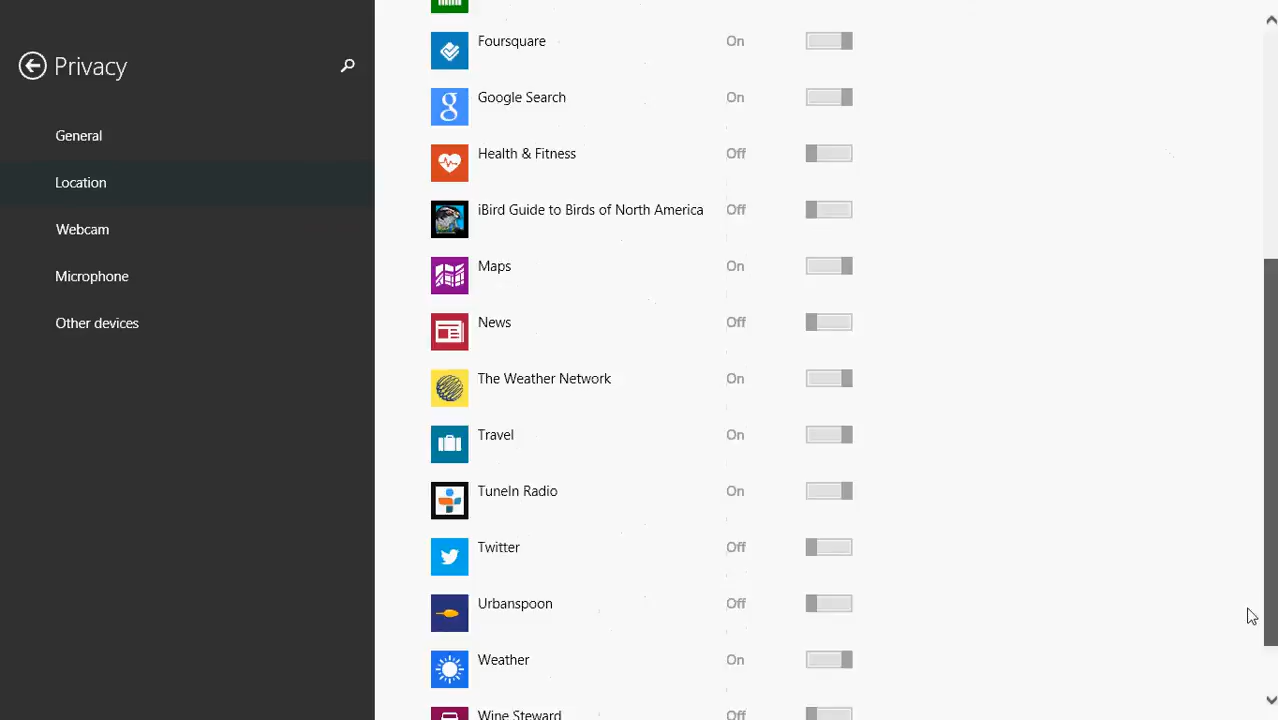 Privacy
General
Location
Webcam
Microphone
Other devices
Foursquare On
Google Search On
Health & Fitness Off
iBird Guide to Birds of North America Off
Maps On
News Off
The Weather Network On
Travel On
TuneIn Radio On
Twitter Off
Urbanspoon Off
Weather On
Wine Steward Off